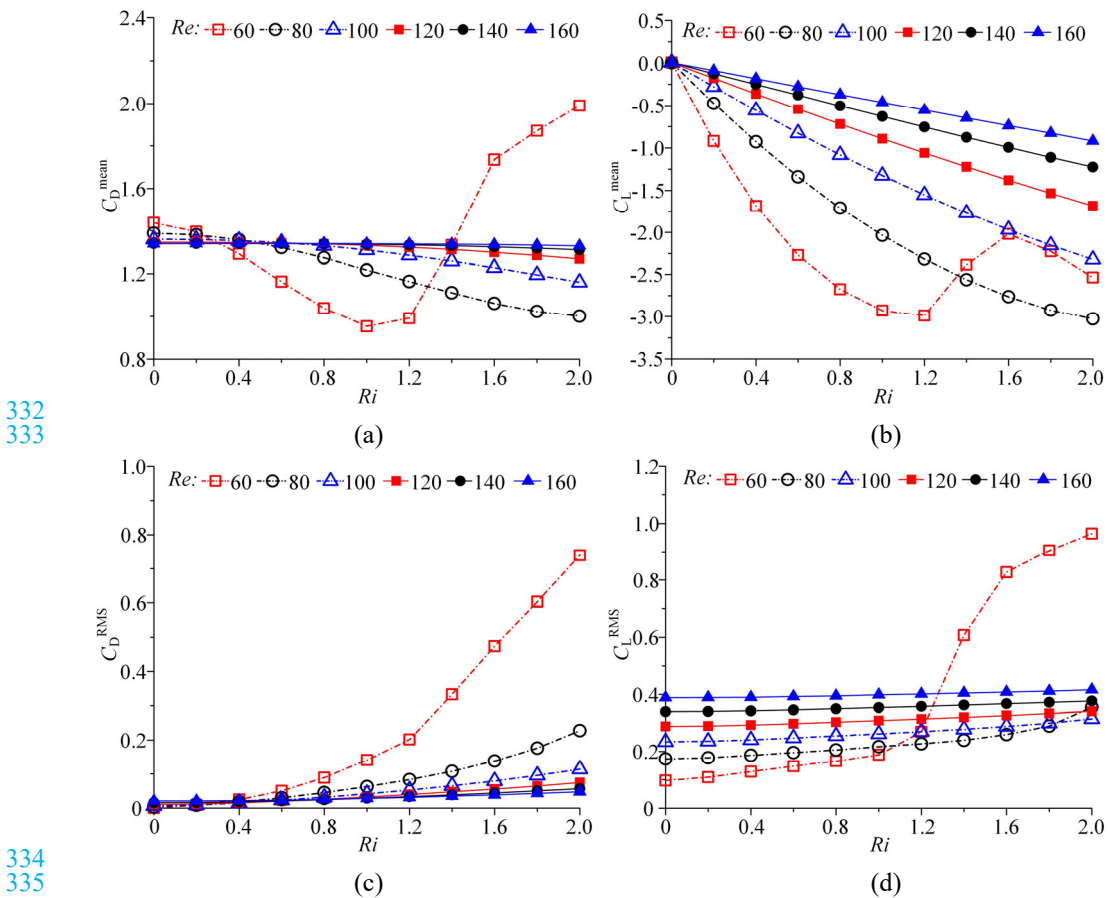 Re: 60 80 100 120 140 160
2.4
2.0
1.6
1.2
0.8
C_D^mean
0 0.4 0.8 1.2 1.6 2.0
Ri
(a)
Re: 60 80 100 120 140 160
0.5
0.0
-0.5
-1.0
-1.5
-2.0
-2.5
-3.0
-3.5
C_L^mean
0 0.4 0.8 1.2 1.6 2.0
Ri
(b)
332
333
Re: 60 80 100 120 140 160
1.0
0.8
0.6
0.4
0.2
0
C_D^RMS
0 0.4 0.8 1.2 1.6 2.0
Ri
(c)
Re: 60 80 100 120 140 160
1.2
1.0
0.8
0.6
0.4
0.2
0
C_L^RMS
0 0.4 0.8 1.2 1.6 2.0
Ri
(d)
334
335